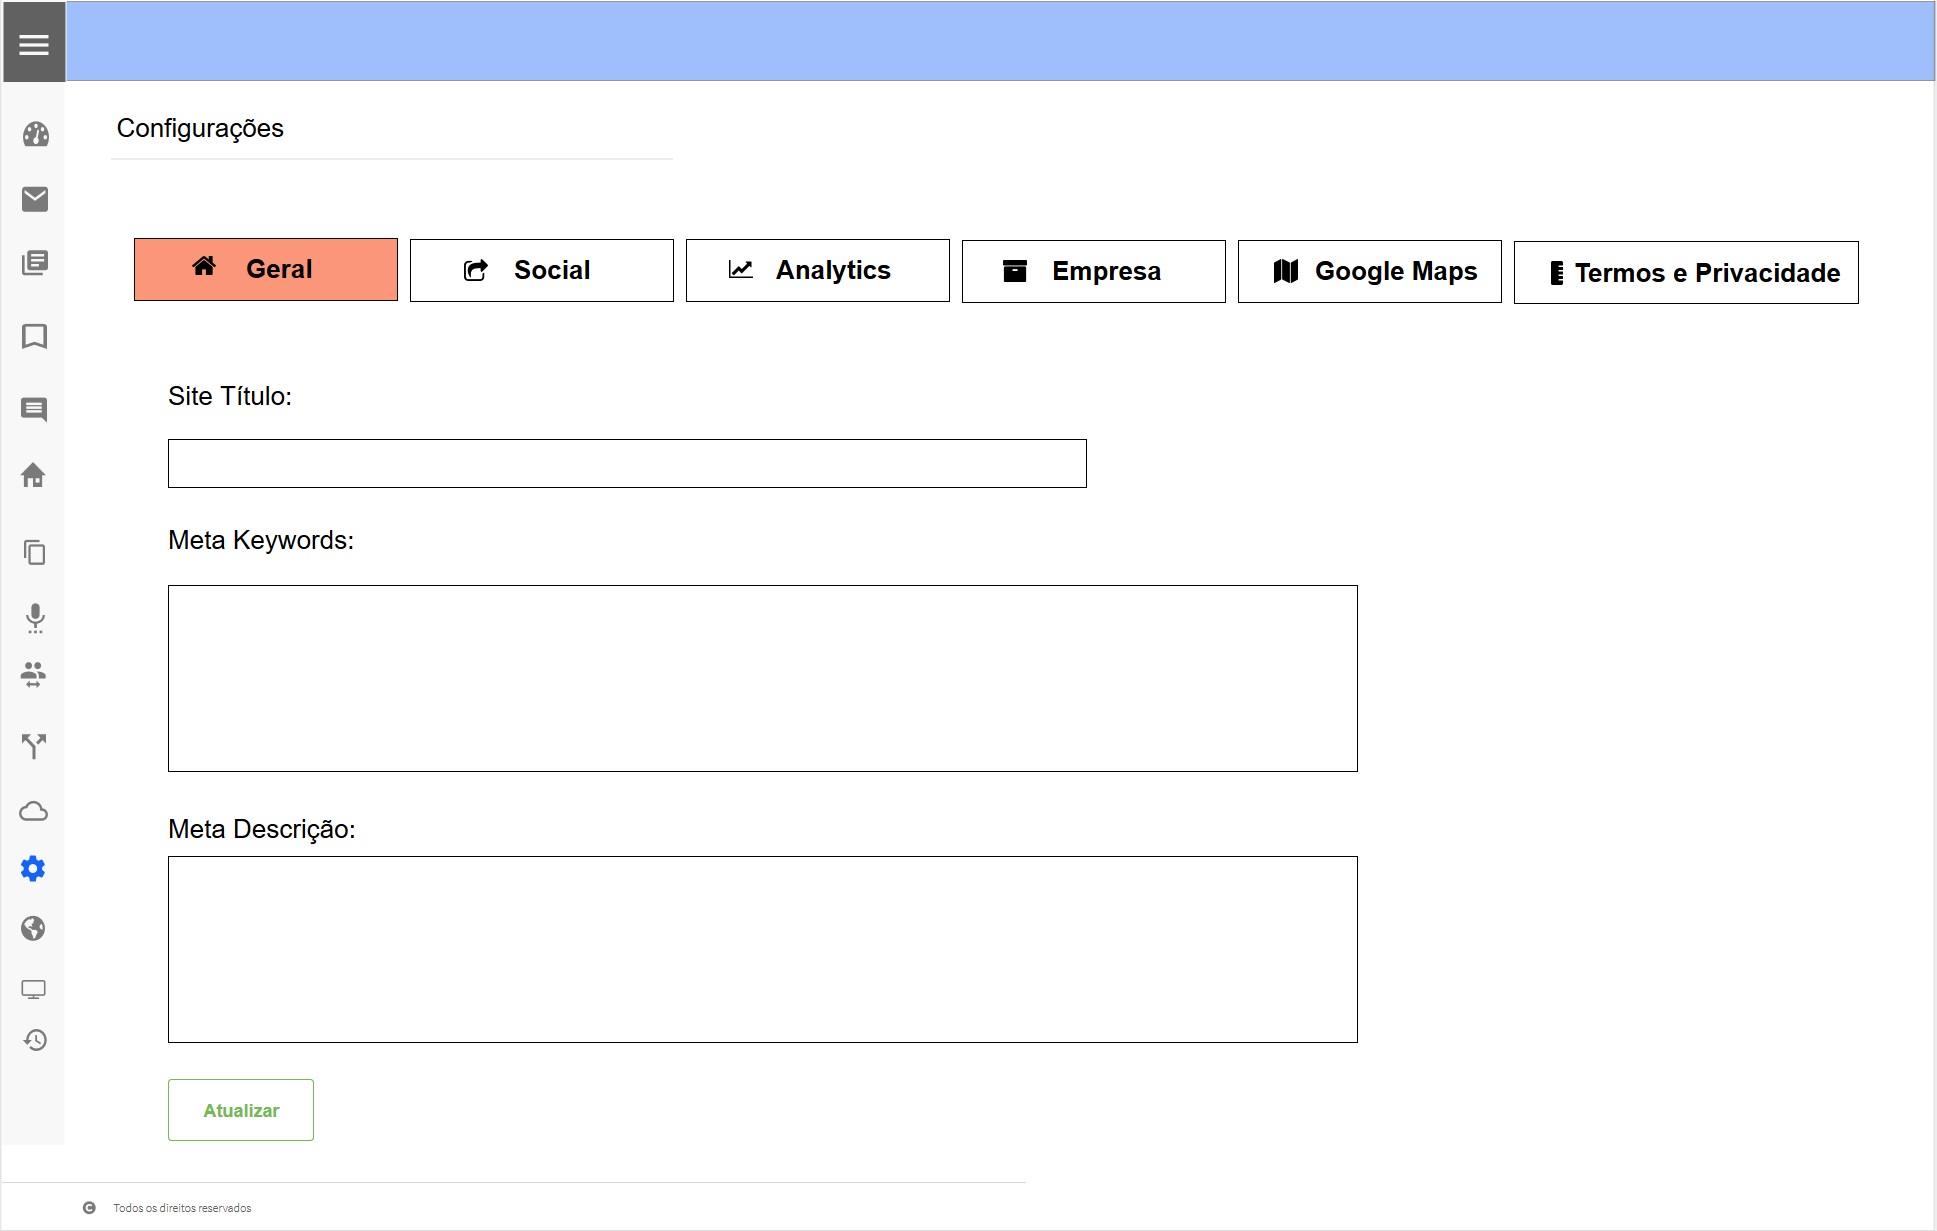 Configurações
Geral
Social
Analytics
Empresa
Google Maps
Termos e Privacidade
Site Título:
Meta Keywords:
Meta Descrição:
Atualizar
Todos os direitos reservados